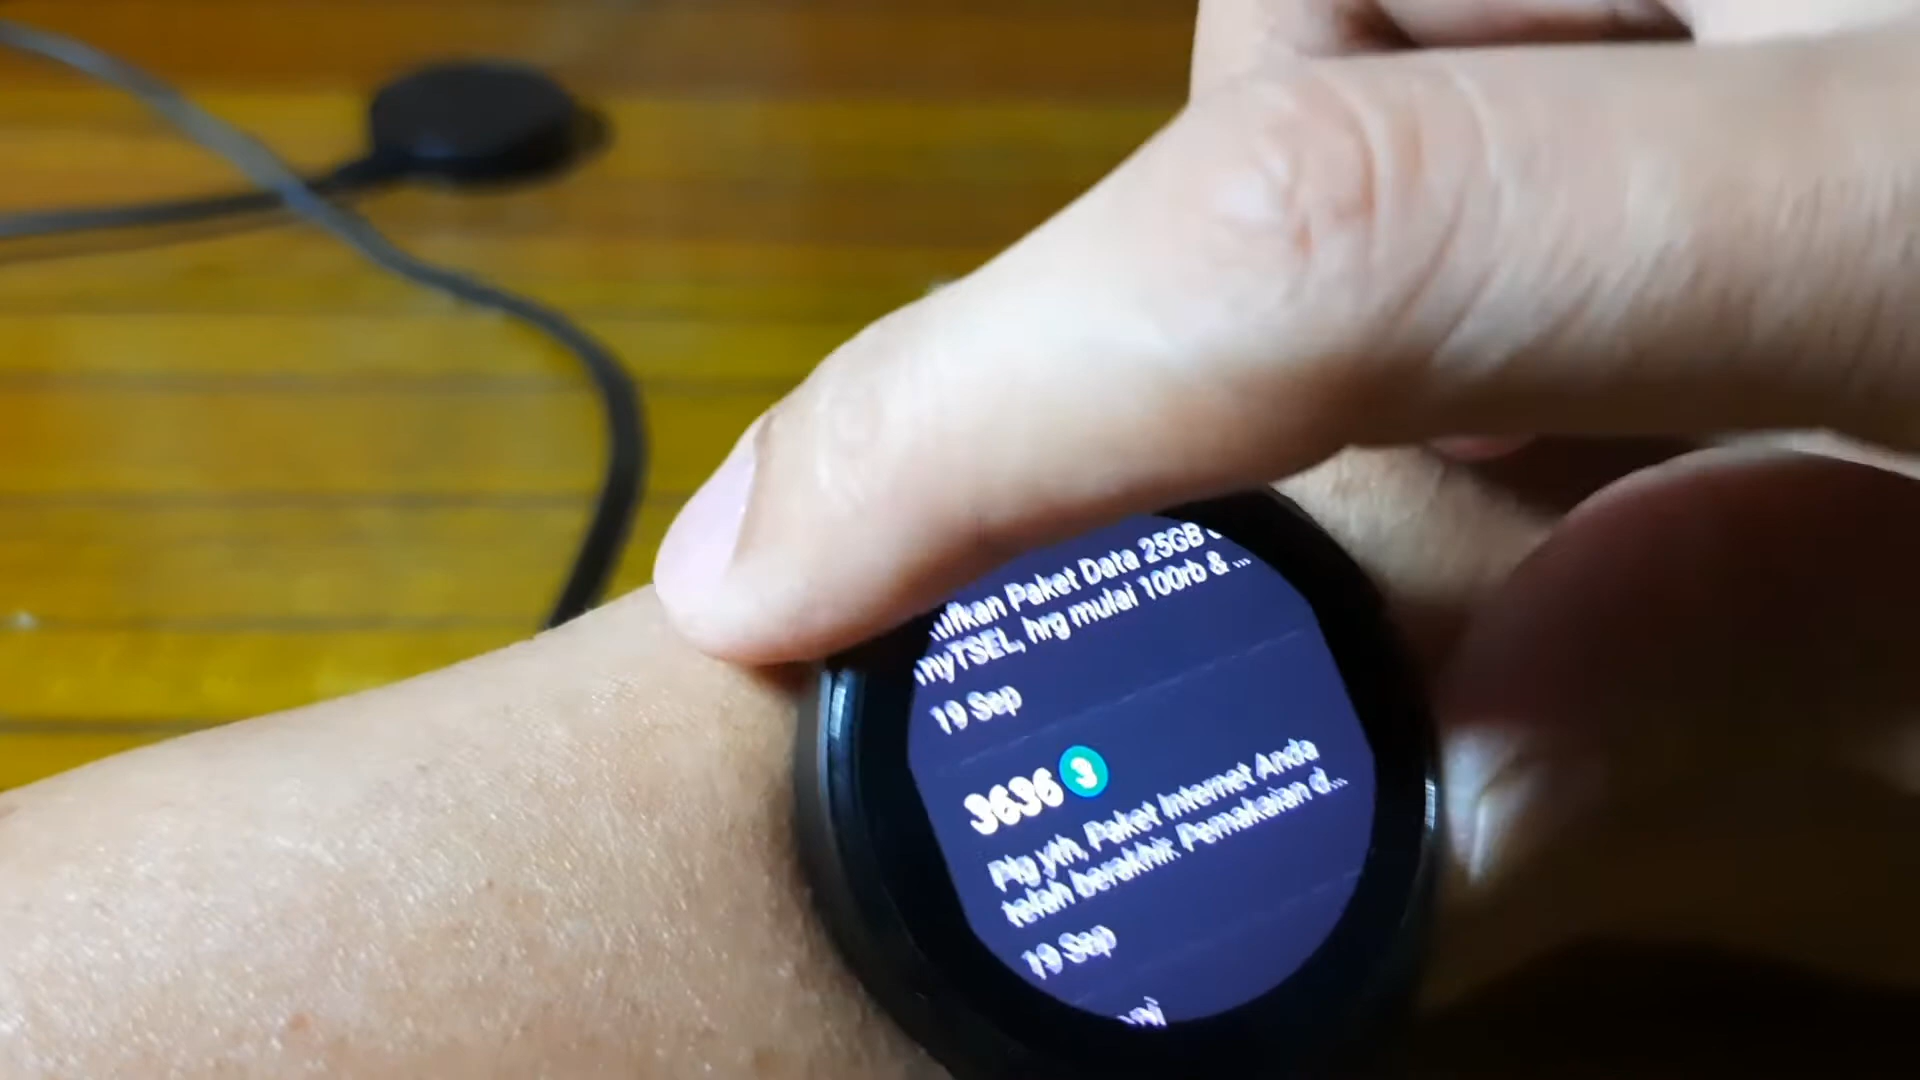 Paket Data 25GB
myTSEL, hrg mulai 100rb & ...
19 Sep
3636 3
Plg yth, Paket Internet Anda
telah berakhir. Pemakaian d...
19 Sep